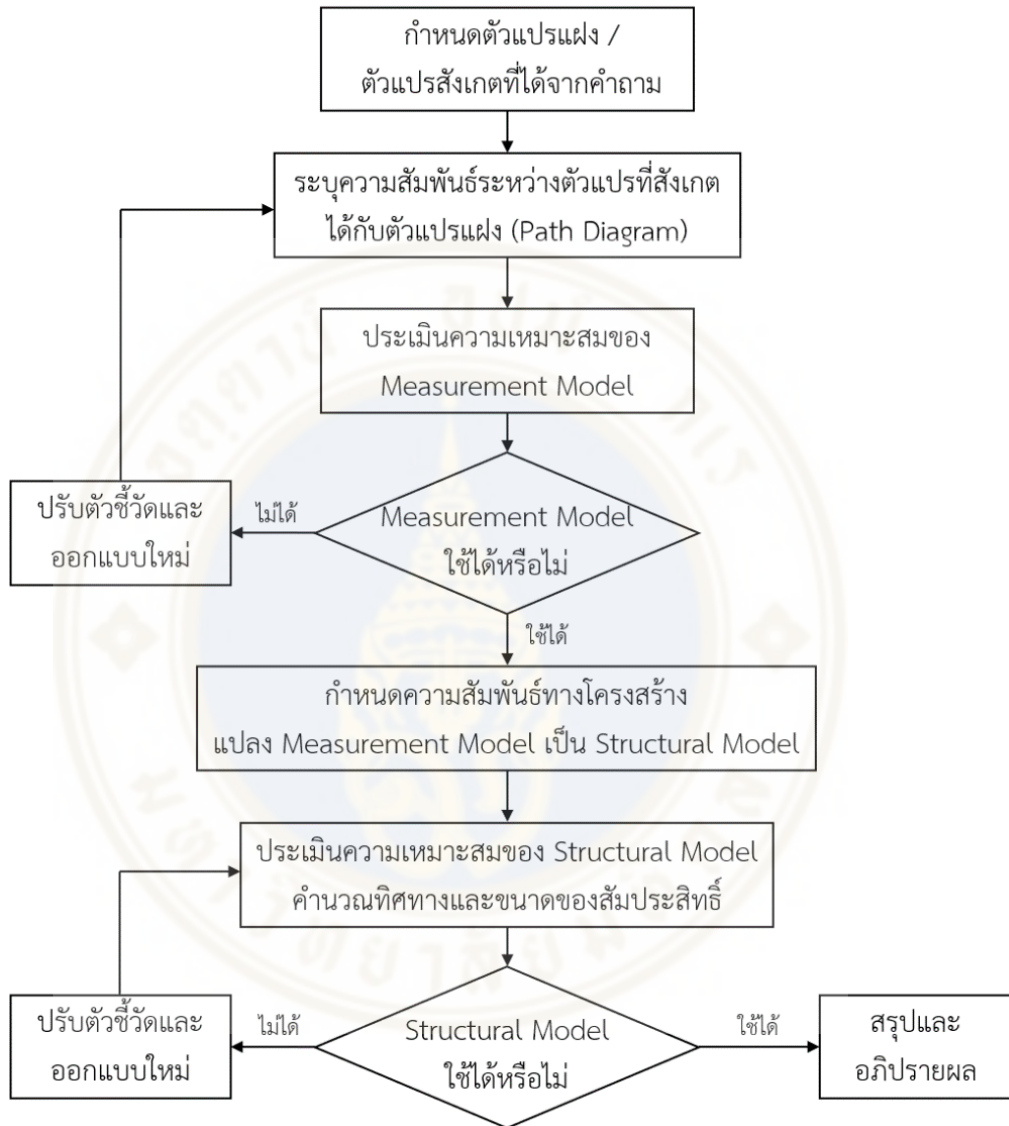 กำหนดตัวแปรแฝง /
ตัวแปรสังเกตที่ได้จากคำถาม
ระบุความสัมพันธ์ระหว่างตัวแปรที่สังเกต
ได้กับตัวแปรแฝง (Path Diagram)
ประเมินความเหมาะสมของ
Measurement Model
ปรับตัวชี้วัดและ
ออกแบบใหม่
ไม่ได้
Measurement Model
ใช้ได้หรือไม่
ใช้ได้
กำหนดความสัมพันธ์ทางโครงสร้าง
แปลง Measurement Model เป็น Structural Model
ประเมินความเหมาะสมของ Structural Model
คำนวณทิศทางและขนาดของสัมประสิทธิ์
ปรับตัวชี้วัดและ
ออกแบบใหม่
ไม่ได้
Structural Model
ใช้ได้หรือไม่
ใช้ได้
สรุปและ
อภิปรายผล